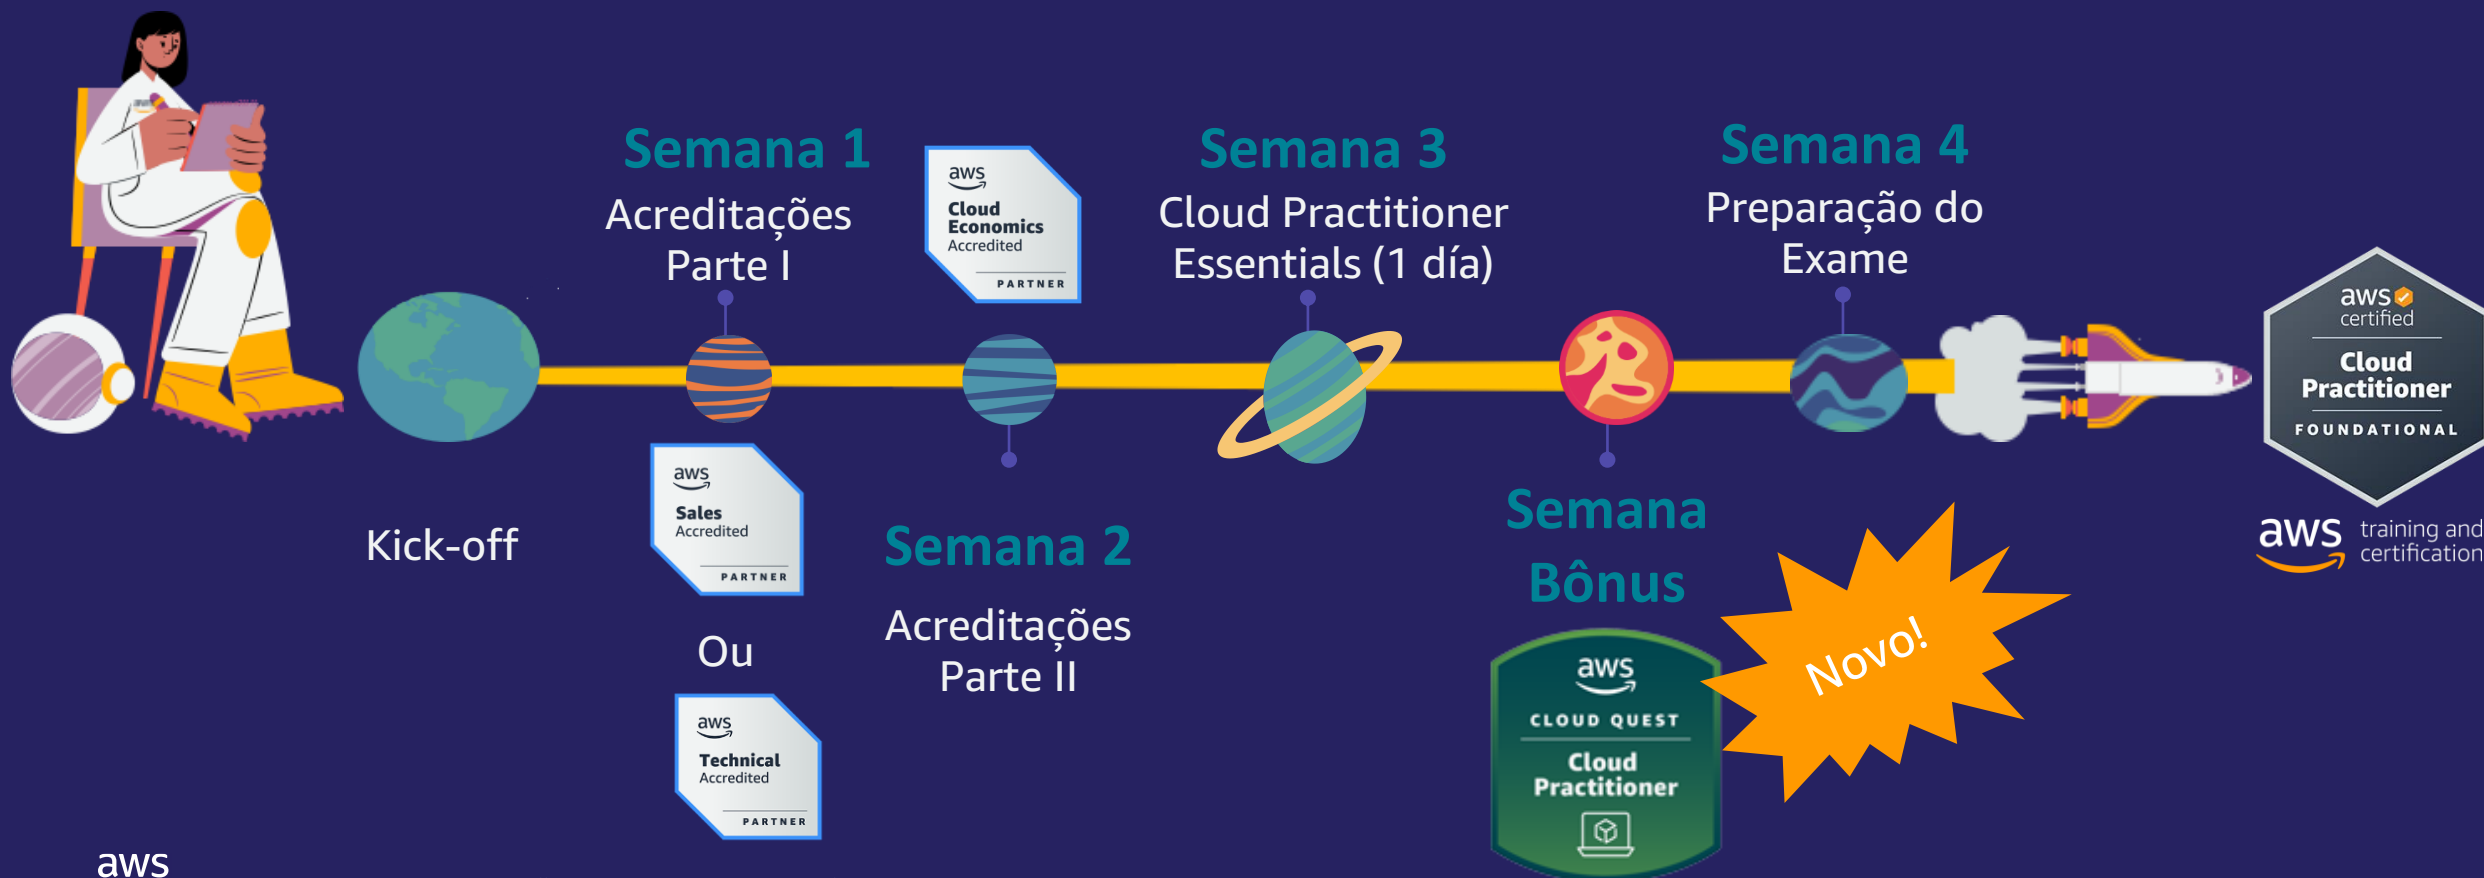 Kick-off
Semana 1
Acreditações
Parte I
aws
Sales
Accredited
PARTNER
Ou
aws
Technical
Accredited
PARTNER
aws
Cloud
Economics
Accredited
PARTNER
Semana 2
Acreditações
Parte II
Semana 3
Cloud Practitioner
Essentials (1 día)
Semana
Bônus
aws
CLOUD QUEST
Cloud
Practitioner
Novo!
Semana 4
Preparação do
Exame
aws
certified
Cloud
Practitioner
FOUNDATIONAL
aws training and
certification
aws